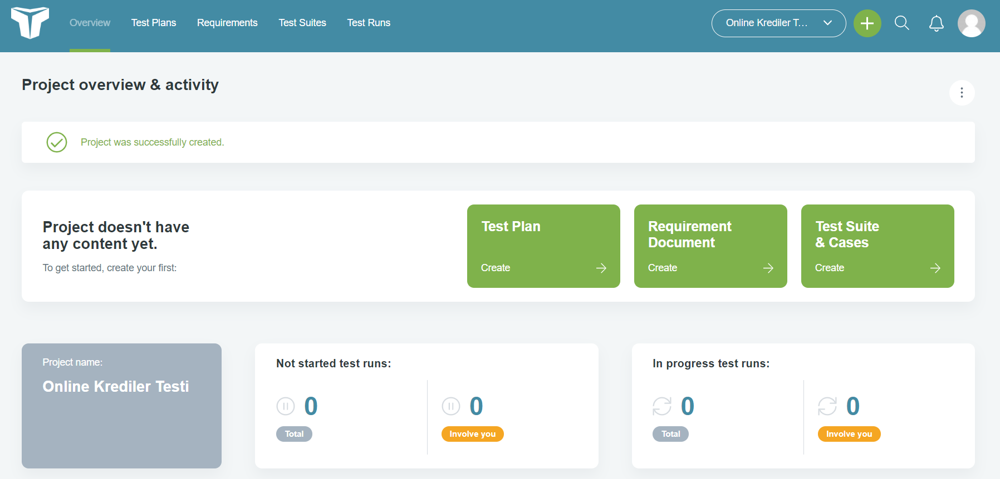 Overview
Test Plans
Requirements
Test Suites
Test Runs
Online Krediler T...
Project overview & activity
Project was successfully created.
Project doesn't have
any content yet.
To get started, create your first:
Test Plan
Create
Requirement
Document
Create
Test Suite
& Cases
Create
Project name:
Online Krediler Testi
Not started test runs:
0
Total
0
Involve you
In progress test runs:
0
Total
0
Involve you